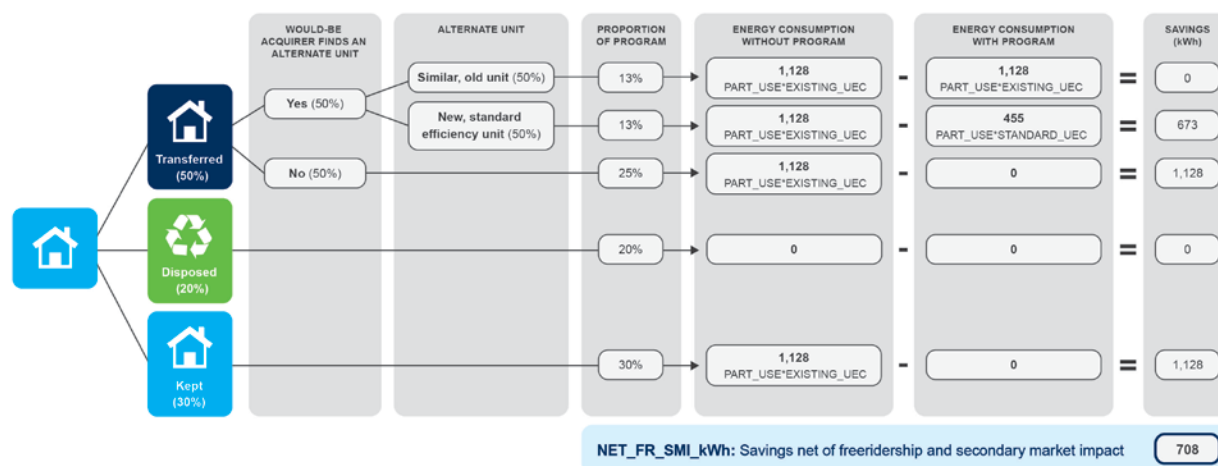 WOULD-BE
ACQUIRER FINDS AN
ALTERNATE UNIT
ALTERNATE UNIT
PROPORTION
OF PROGRAM
ENERGY CONSUMPTION
WITHOUT PROGRAM
ENERGY CONSUMPTION
WITH PROGRAM
SAVINGS
(kWh)
Transferred
(50%)
Yes (50%)
Similar, old unit (50%)
13%
1,128
PART_USE*EXISTING_UEC
-
1,128
PART_USE*EXISTING_UEC
=
0
New, standard
efficiency unit (50%)
13%
1,128
PART_USE*EXISTING_UEC
-
455
PART_USE*STANDARD_UEC
=
673
No (50%)
25%
1,128
PART_USE*EXISTING_UEC
-
0
=
1,128
Disposed
(20%)
20%
0
-
0
=
0
Kept
(30%)
30%
1,128
PART_USE*EXISTING_UEC
-
0
=
1,128
NET_FR_SMI_kWh: Savings net of freeridership and secondary market impact
708